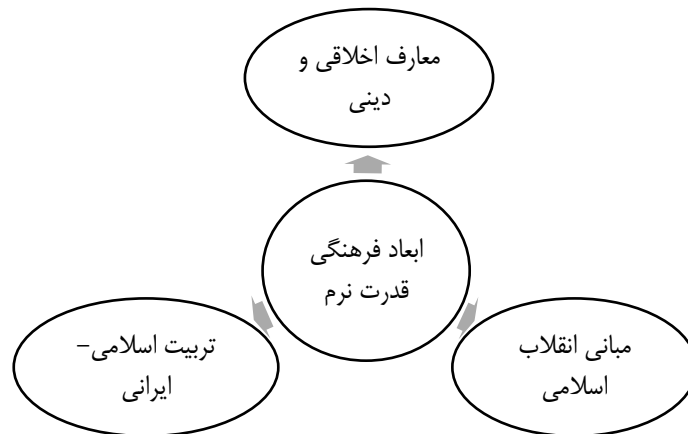 معارف اخلاقی و
دینی
ابعاد فرهنگی
قدرت نرم
مبانی انقلاب
اسلامی
تربیت اسلامی–
ایرانی